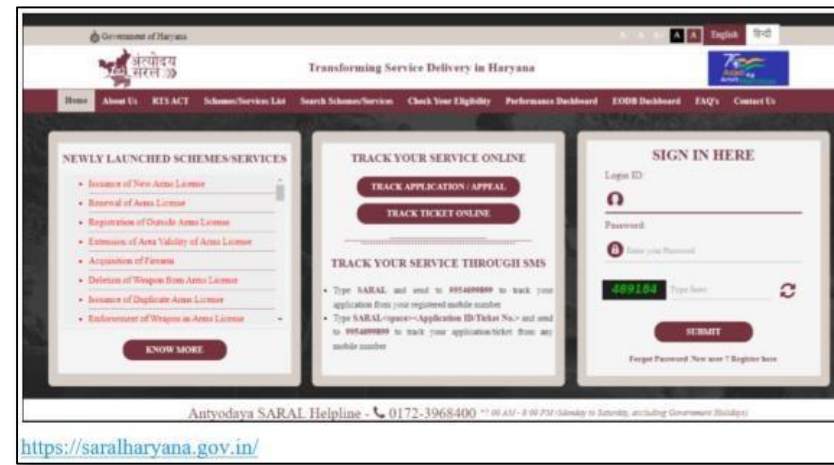 Government of Haryana
A
A
English
हिन्दी
अंत्योदय
सरल
Transforming Service Delivery in Haryana
Home About Us RTS ACT Schemes/Services List Search Schemes/Services Check Your Eligibility Performance Dashboard EODB Dashboard FAQ's Contact Us
NEWLY LAUNCHED SCHEMES/SERVICES
Issuance of New Arms License
Renewal of Arms License
Registration of Outside Arms License
Extension of Area Validity of Arms License
Acquisition of Firearm
Deletion of Weapon from Arms License
Issuance of Duplicate Arms License
Endorsement of Weapon in Arms License
KNOW MORE
TRACK YOUR SERVICE ONLINE
TRACK APPLICATION / APPEAL
TRACK TICKET ONLINE
TRACK YOUR SERVICE THROUGH SMS
Type SARAL and send to 9954699899 to track your
application from your registered mobile number
Type SARAL<space><Application ID/Ticket No.> and send
to 9954699899 to track your application/ticket from any
mobile number
SIGN IN HERE
Login ID:
Password:
Enter your Password
489184 Type here
SUBMIT
Forgot Password New user ? Register here
Antyodaya SARAL Helpline - 0172-3968400 (Monday to Saturday, excluding Government Holidays)
https://saralharyana.gov.in/